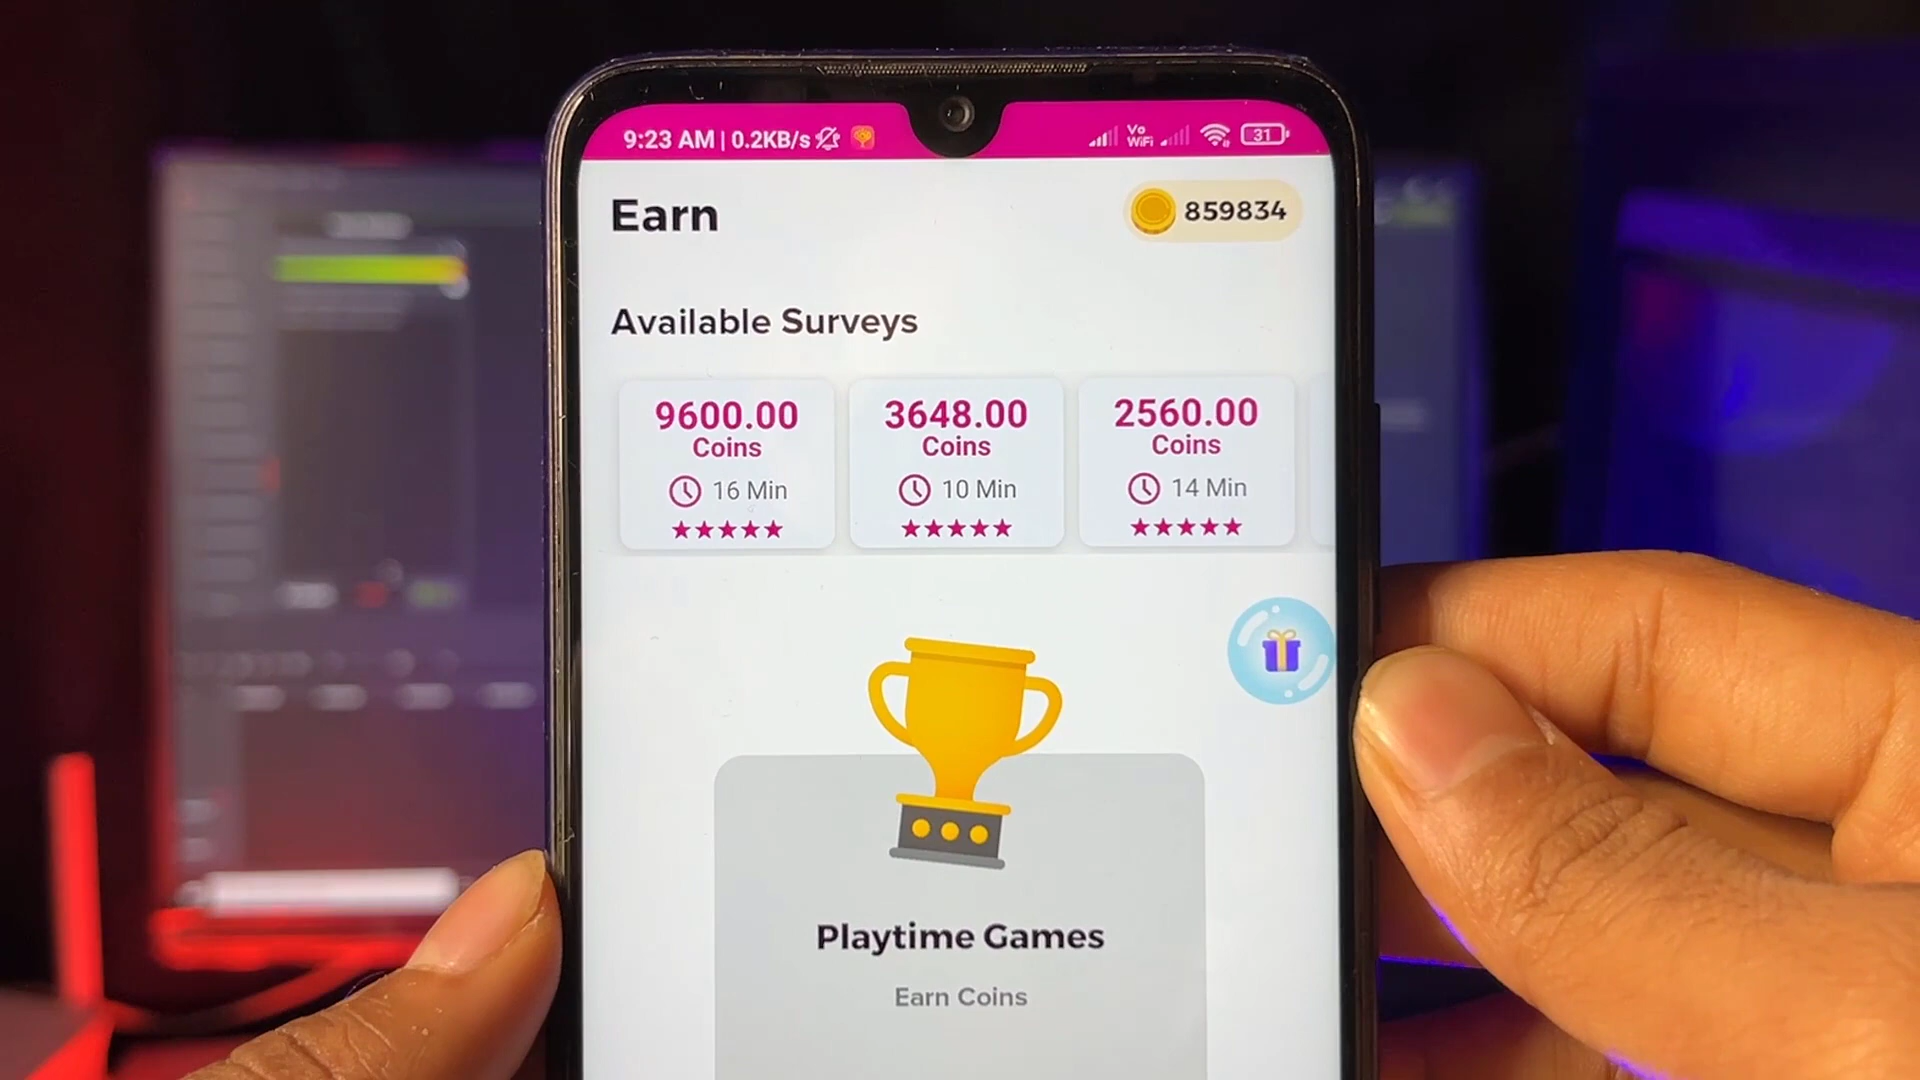 9:23 AM | 0.2KB/s
Vo
WiFi
31
Earn
859834
Available Surveys
9600.00
Coins
16 Min
3648.00
Coins
10 Min
2560.00
Coins
14 Min
Playtime Games
Earn Coins